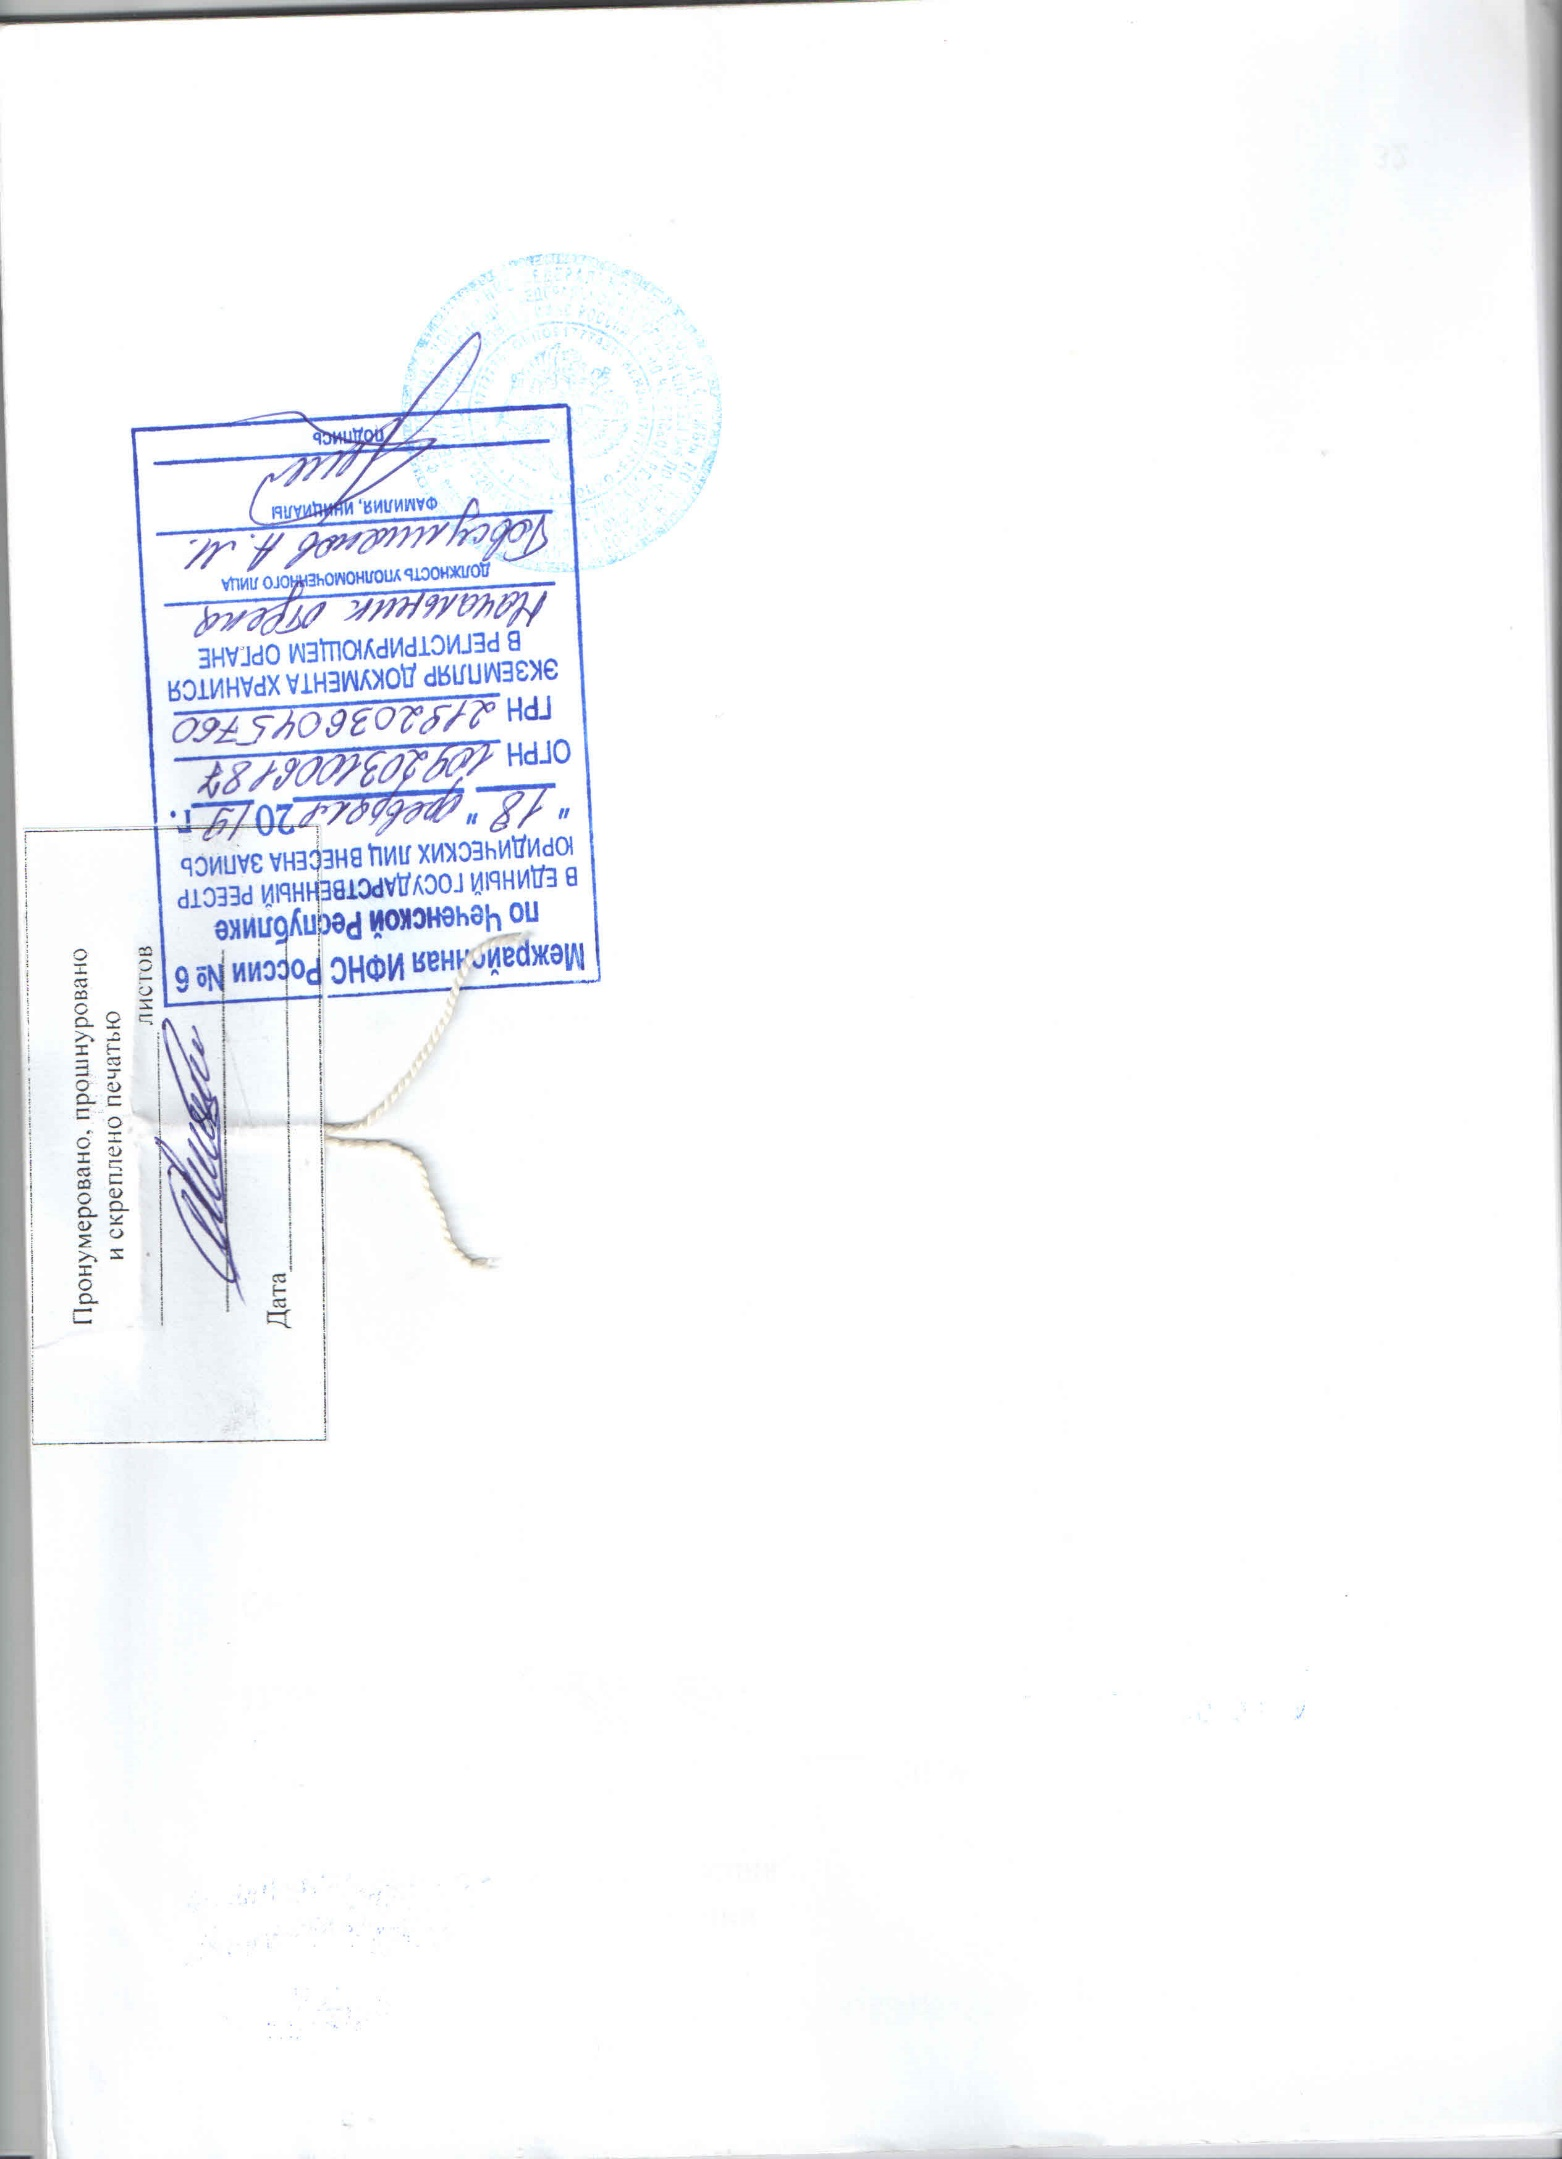 Пронумеровано, прошнуровано
и скреплено печатью
листов
Дата
Межрайонная ИФНС России № 6
по Чеченской Республике
В ЕДИНЫЙ ГОСУДАРСТВЕННЫЙ РЕЕСТР
ЮРИДИЧЕСКИХ ЛИЦ ВНЕСЕНА ЗАПИСЬ
" 18 " февраля 2019 г.
ОГРН 1092031006187
ГРН 2192036045760
ЭКЗЕМПЛЯР ДОКУМЕНТА ХРАНИТСЯ
В РЕГИСТРИРУЮЩЕМ ОРГАНЕ
Начальник отдела
ДОЛЖНОСТЬ УПОЛНОМОЧЕННОГО ЛИЦА
А. М.
ФАМИЛИЯ, ИНИЦИАЛЫ
ПОДПИСЬ